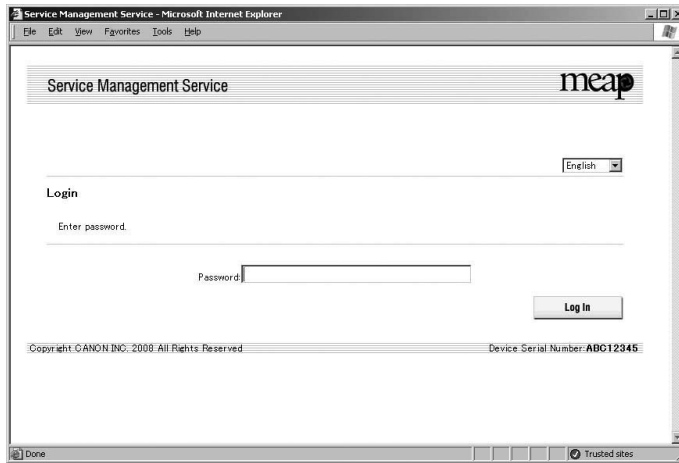 Service Management Service - Microsoft Internet Explorer
File Edit View Favorites Tools Help
Service Management Service
meap
English
Login
Enter password.
Password:
Log In
Copyright CANON INC. 2008 All Rights Reserved
Device Serial Number:ABC12345
Done
Trusted sites